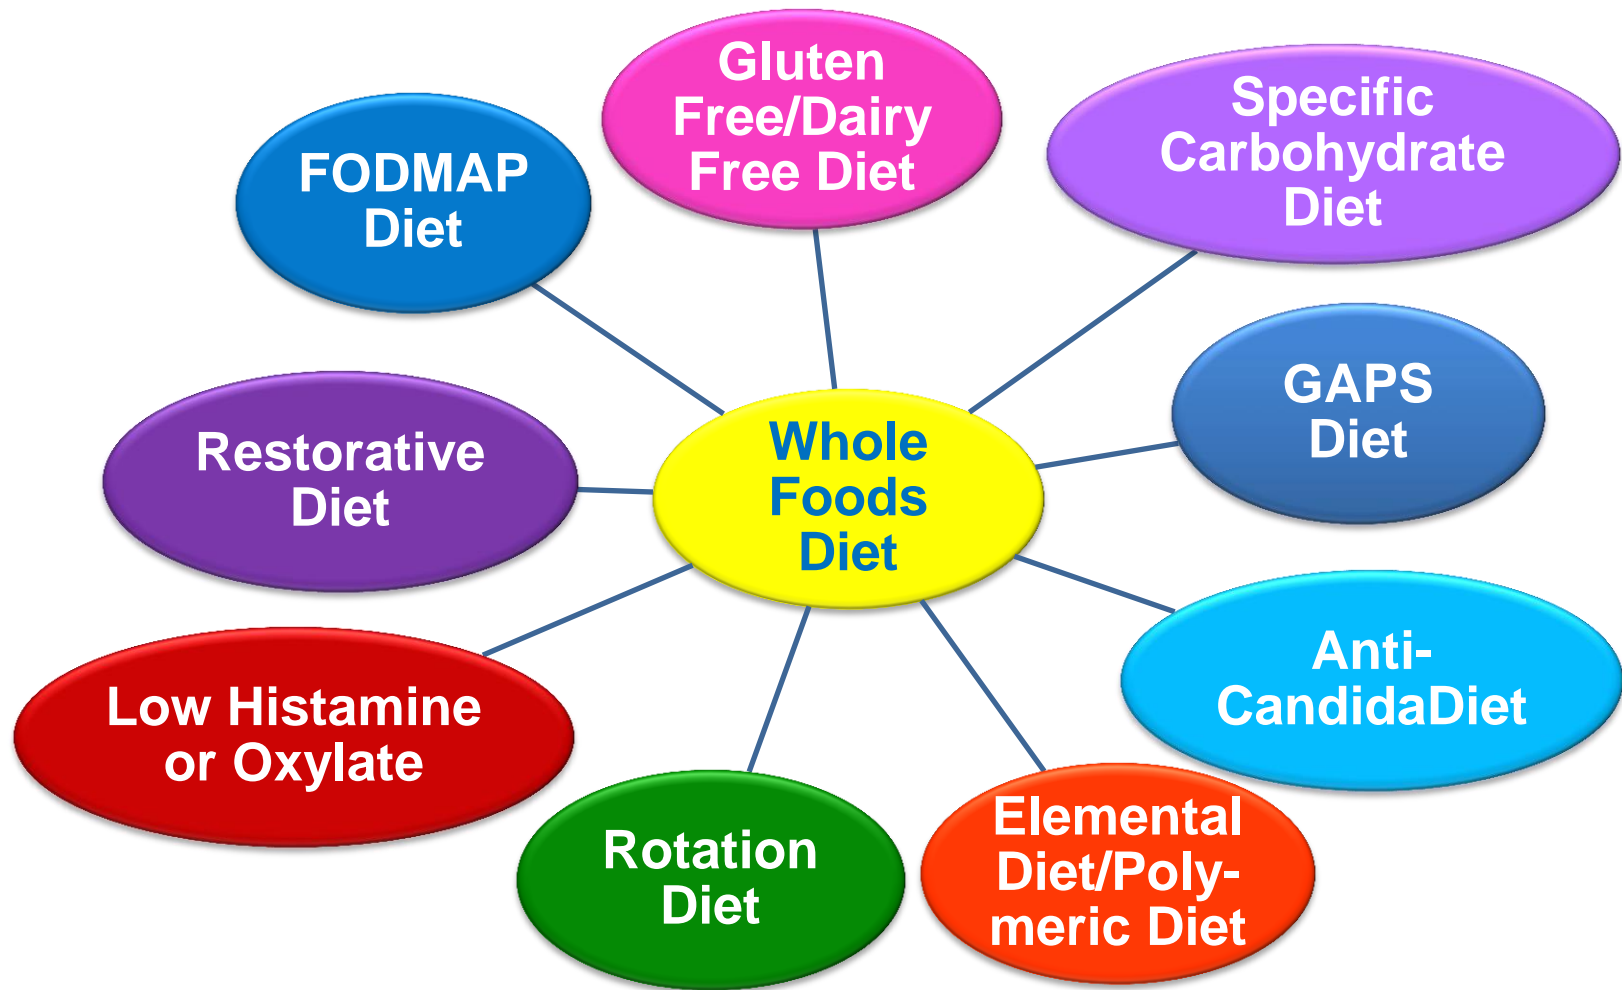 Gluten
Free/Dairy
Free Diet
Specific
Carbohydrate
Diet
FODMAP
Diet
GAPS
Diet
Whole
Foods
Diet
Restorative
Diet
Anti-
CandidaDiet
Low Histamine
or Oxylate
Elemental
Diet/Poly-
meric Diet
Rotation
Diet